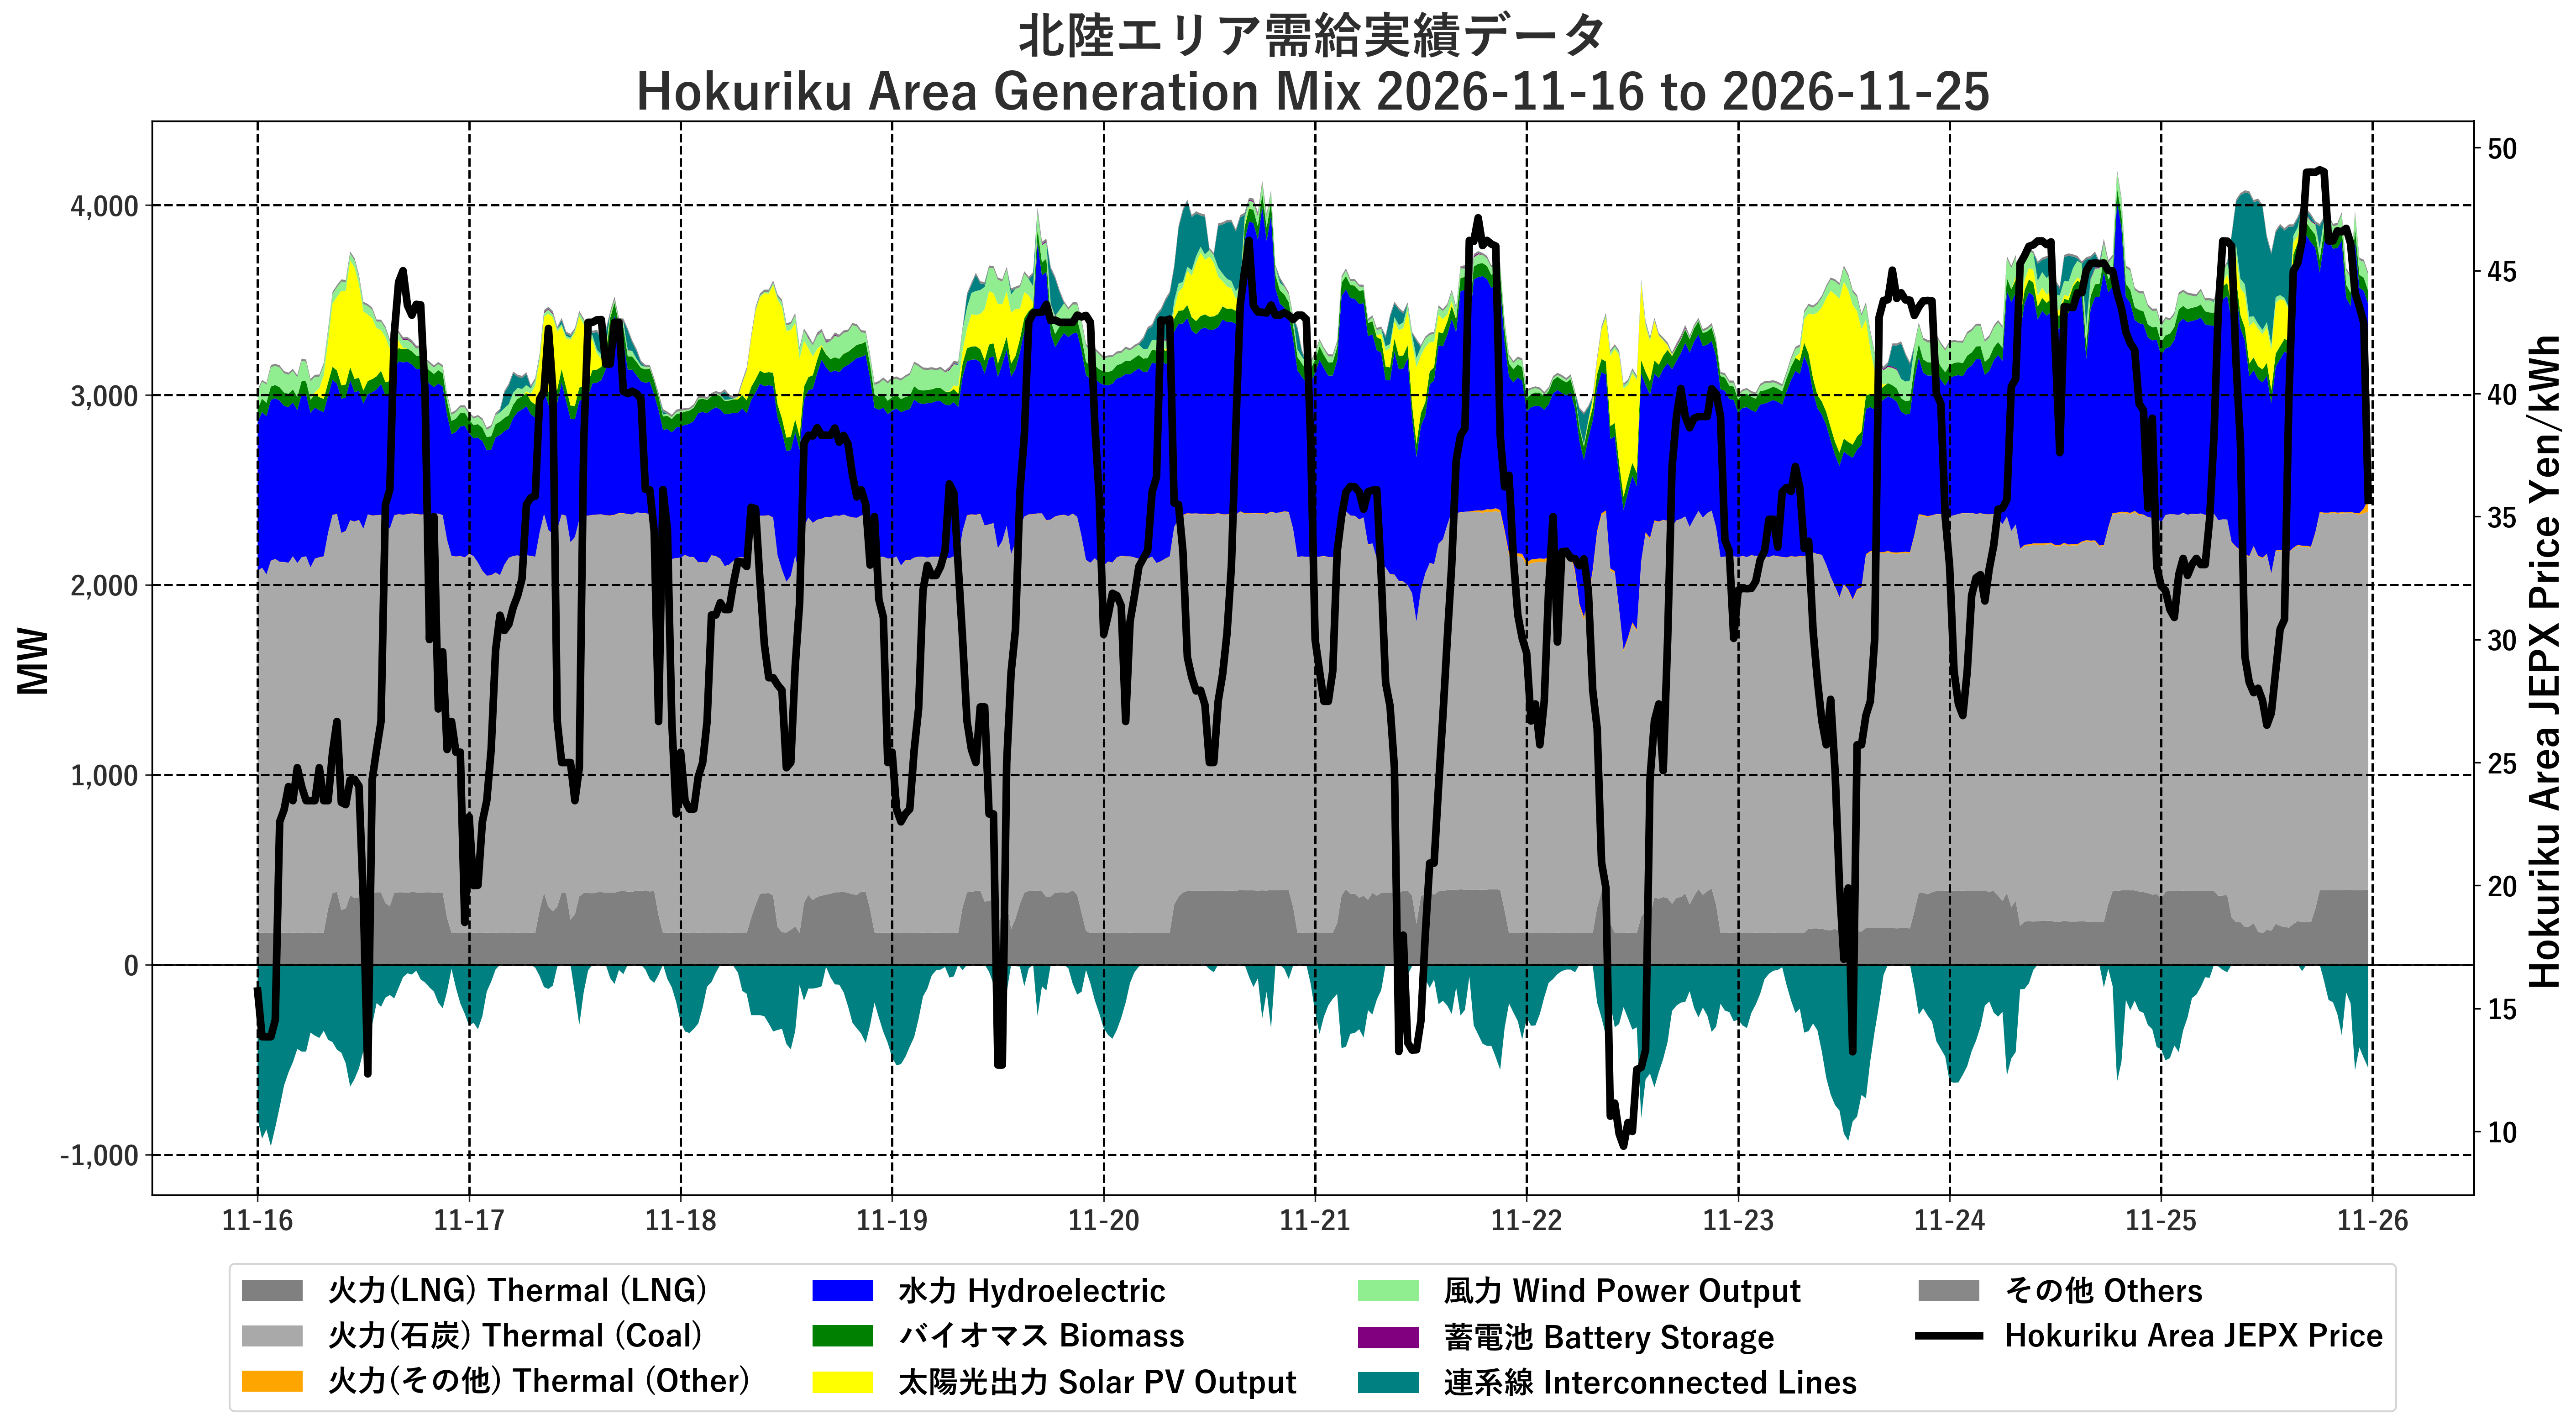 北陸エリア需給実績データ
Hokuriku Area Generation Mix 2026-11-16 to 2026-11-25
MW
4,000
3,000
2,000
1,000
0
-1,000
50
45
40
35
30
25
20
15
10
Hokuriku Area JEPX Price Yen/kWh
11-16 11-17 11-18 11-19 11-20 11-21 11-22 11-23 11-24 11-25 11-26
火力(LNG) Thermal (LNG)
火力(石炭) Thermal (Coal)
火力(その他) Thermal (Other)
水力 Hydroelectric
バイオマス Biomass
太陽光出力 Solar PV Output
風力 Wind Power Output
蓄電池 Battery Storage
連系線 Interconnected Lines
その他 Others
Hokuriku Area JEPX Price